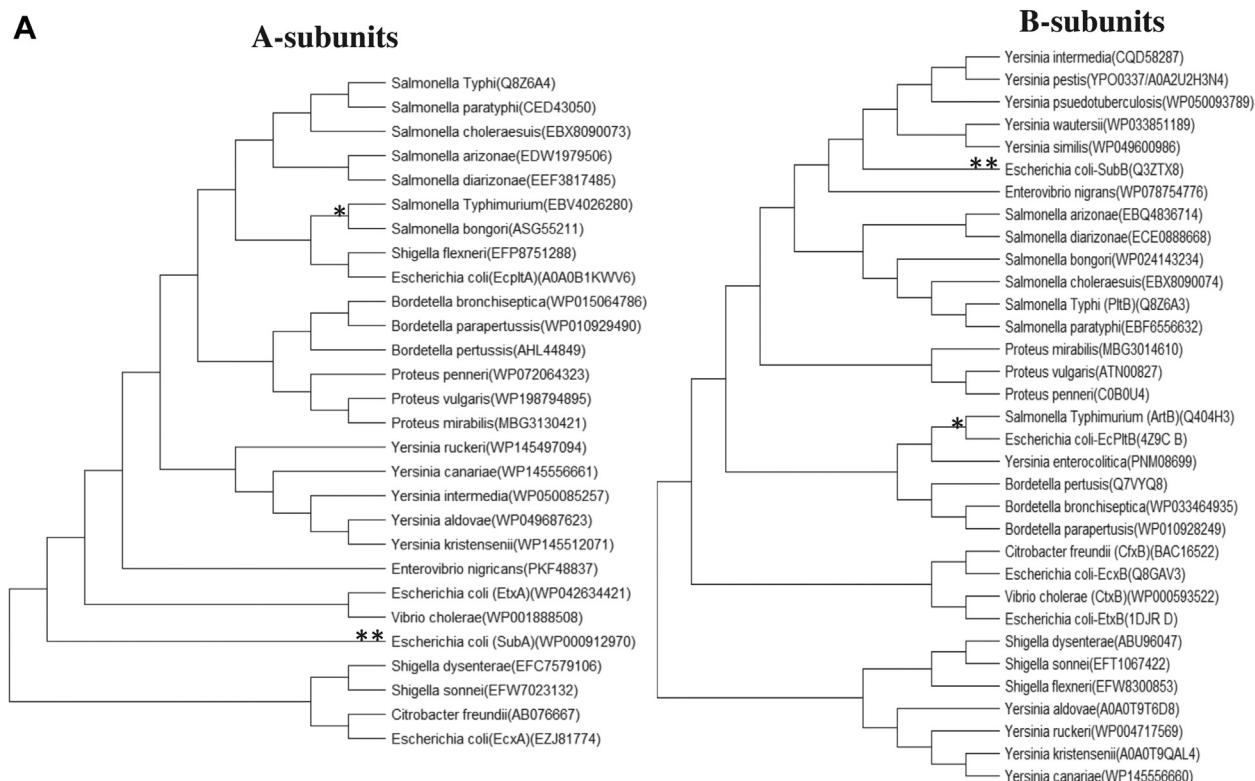 A
A-subunits
Salmonella Typhi(Q8Z6A4)
Salmonella paratyphi(CED43050)
Salmonella choleraesuis(EBX8090073)
Salmonella arizonae(EDW1979506)
Salmonella diarizonae(EEF3817485)
*
Salmonella Typhimurium(EBV4026280)
Salmonella bongori(ASG55211)
Shigella flexneri(EFP8751288)
Escherichia coli(EcpltA)(A0A0B1KWV6)
Bordetella bronchiseptica(WP015064786)
Bordetella parapertussis(WP010929490)
Bordetella pertussis(AHL44849)
Proteus penneri(WP072064323)
Proteus vulgaris(WP198794895)
Proteus mirabilis(MBG3130421)
Yersinia ruckeri(WP145497094)
Yersinia canariae(WP145556661)
Yersinia intermedia(WP050085257)
Yersinia aldovae(WP049687623)
Yersinia kristensenii(WP145512071)
Enterovibrio nigricans(PKF48837)
Escherichia coli (EtxA)(WP042634421)
Vibrio cholerae(WP001888508)
** Escherichia coli (SubA)(WP000912970)
Shigella dysenterae(EFC7579106)
Shigella sonnei(EFW7023132)
Citrobacter freundii(AB076667)
Escherichia coli(EcxA)(EZJ81774)
B-subunits
Yersinia intermedia(CQD58287)
Yersinia pestis(YPO0337/A0A2U2H3N4)
Yersinia psuedotuberculosis(WP050093789)
Yersinia wautersii(WP033851189)
Yersinia similis(WP049600986)
** Escherichia coli-SubB(Q3ZTX8)
Enterovibrio nigrans(WP078754776)
Salmonella arizonae(EBQ4836714)
Salmonella diarizonae(ECE0888668)
Salmonella bongori(WP024143234)
Salmonella choleraesuis(EBX8090074)
Salmonella Typhi (PltB)(Q8Z6A3)
Salmonella paratyphi(EBF6556632)
Proteus mirabilis(MBG3014610)
Proteus vulgaris(ATN00827)
Proteus penneri(C0B0U4)
*
Salmonella Typhimurium (ArtB)(Q404H3)
Escherichia coli-EcPltB(4Z9C B)
Yersinia enterocolitica(PNM08699)
Bordetella pertusis(Q7VYQ8)
Bordetella bronchiseptica(WP033464935)
Bordetella parapertusis(WP010928249)
Citrobacter freundii (CfxB)(BAC16522)
Escherichia coli-EcxB(Q8GAV3)
Vibrio cholerae (CtxB)(WP000593522)
Escherichia coli-EtxB(1DJR D)
Shigella dysenterae(ABU96047)
Shigella sonnei(EFT1067422)
Shigella flexneri(EFW8300853)
Yersinia aldovae(A0A0T9T6D8)
Yersinia ruckeri(WP004717569)
Yersinia kristensenii(A0A0T9QAL4)
Yersinia canariae(WP145556660)